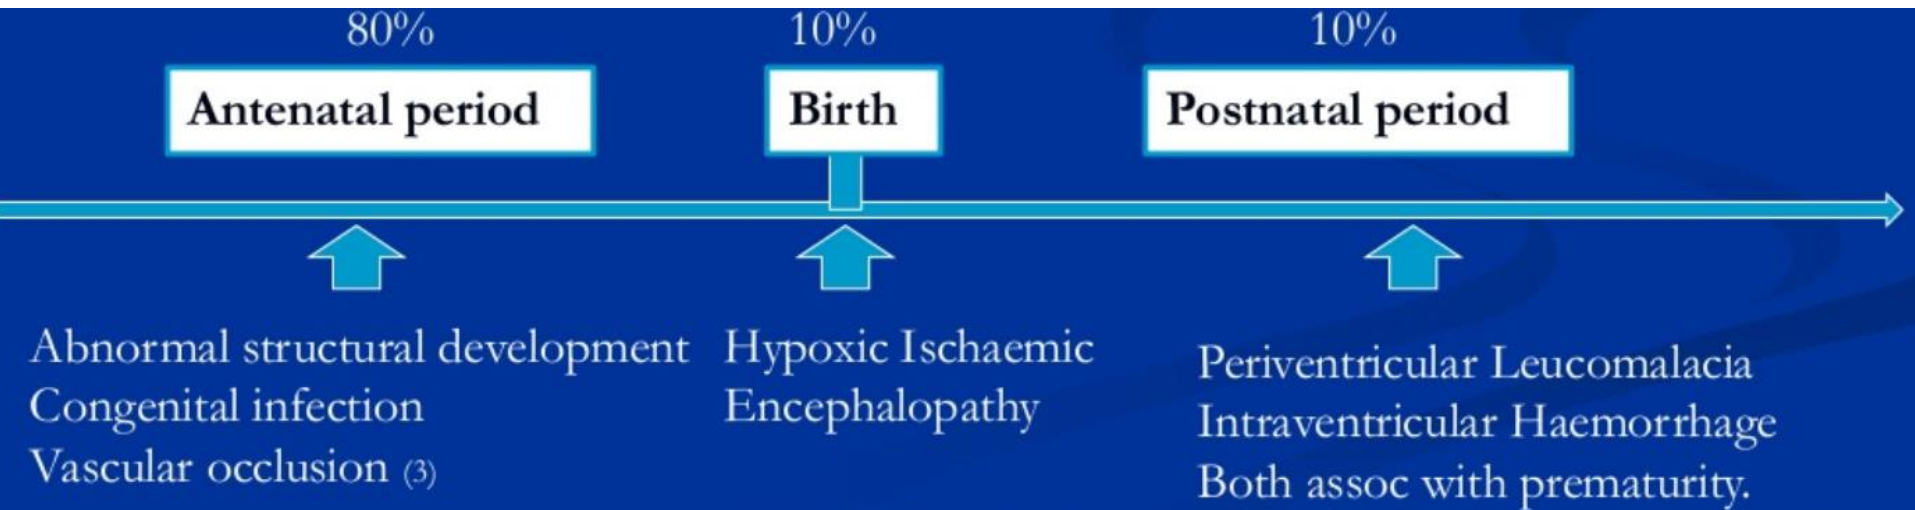 80%
10%
10%
Antenatal period
Birth
Postnatal period
Abnormal structural development
Congenital infection
Vascular occlusion (3)
Hypoxic Ischaemic
Encephalopathy
Periventricular Leucomalacia
Intraventricular Haemorrhage
Both assoc with prematurity.